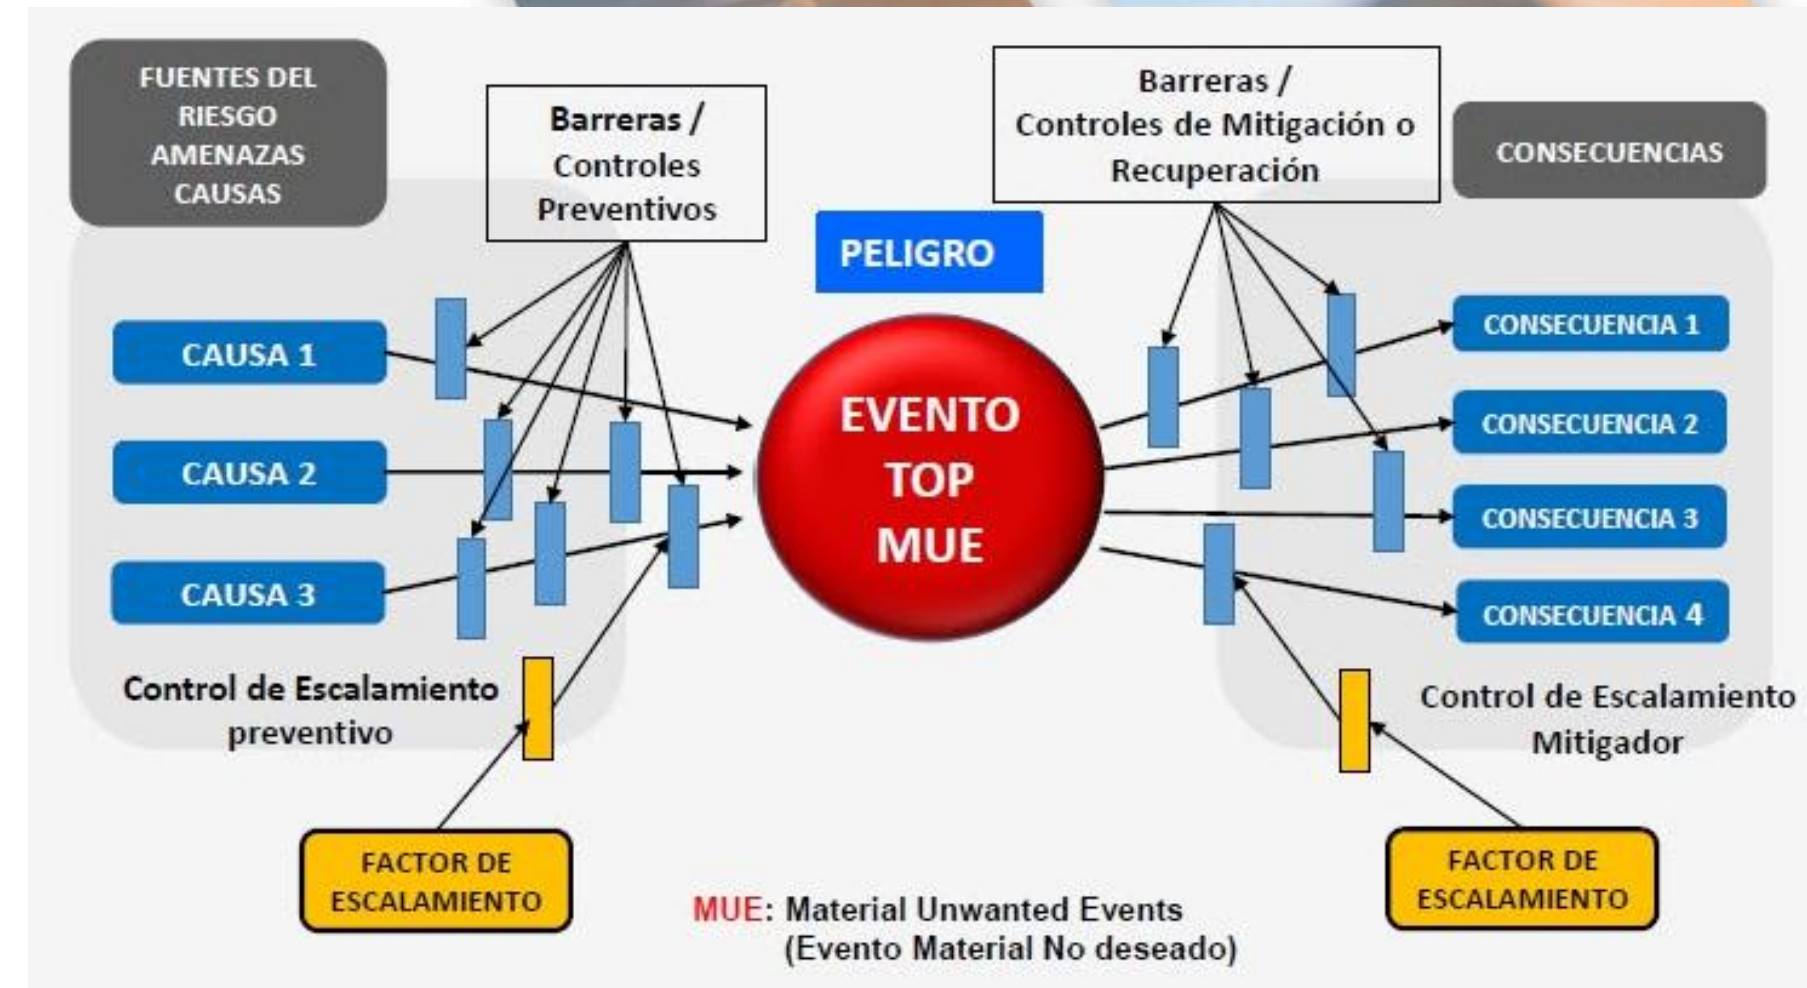 FUENTES DEL
RIESGO
AMENAZAS
CAUSAS
Barreras /
Controles
Preventivos
Barreras /
Controles de Mitigación o
Recuperación
CONSECUENCIAS
PELIGRO
CAUSA 1
CAUSA 2
CAUSA 3
EVENTO
TOP
MUE
CONSECUENCIA 1
CONSECUENCIA 2
CONSECUENCIA 3
CONSECUENCIA 4
Control de Escalamiento
preventivo
Control de Escalamiento
Mitigador
FACTOR DE
ESCALAMIENTO
FACTOR DE
ESCALAMIENTO
MUE: Material Unwanted Events
(Evento Material No deseado)